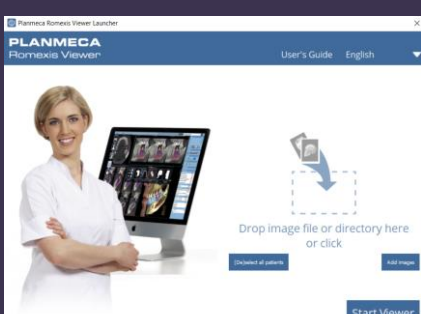 Planmeca Romexis Viewer Launcher
PLANMECA
Romexis Viewer
User's Guide English
Drop image file or directory here
or click
(De)select all patients
Add images
Start Viewer